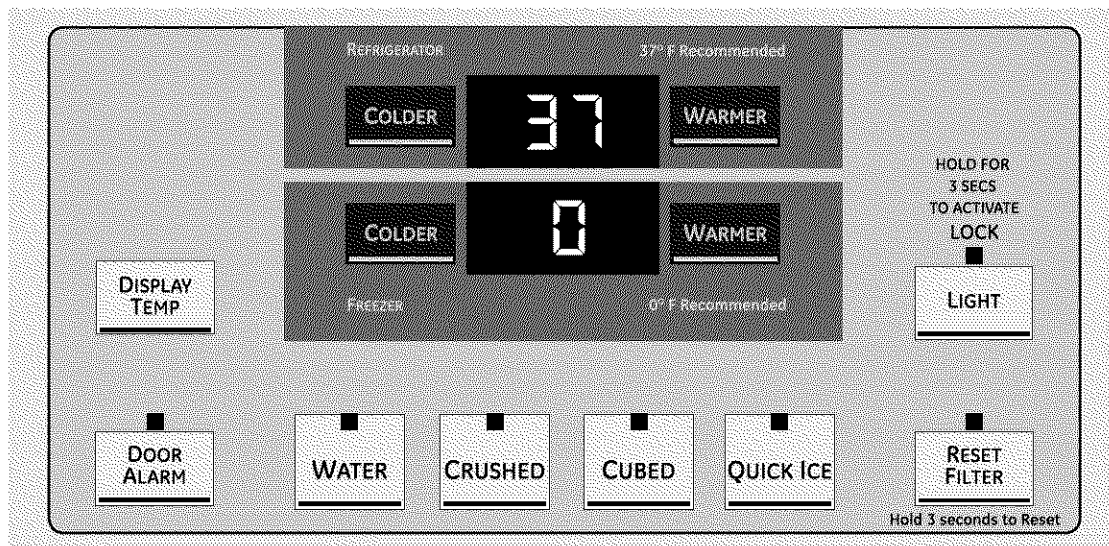 REFRIGERATOR 37° F Recommended
COLDER 37 WARMER
COLDER 0 WARMER
FREEZER 0° F Recommended
DISPLAY
TEMP
HOLD FOR
3 SECS
TO ACTIVATE
LOCK
LIGHT
DOOR
ALARM
WATER
CRUSHED
CUBED
QUICK ICE
RESET
FILTER
Hold 3 seconds to Reset